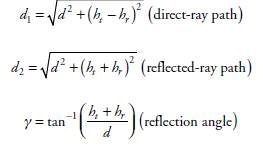 d₁ = √(d² + (hₜ − hᵣ)²) (direct-ray path)
d₂ = √(d² + (hₜ + hᵣ)²) (reflected-ray path)
γ = tan⁻¹((hₜ + hᵣ)/d) (reflection angle)